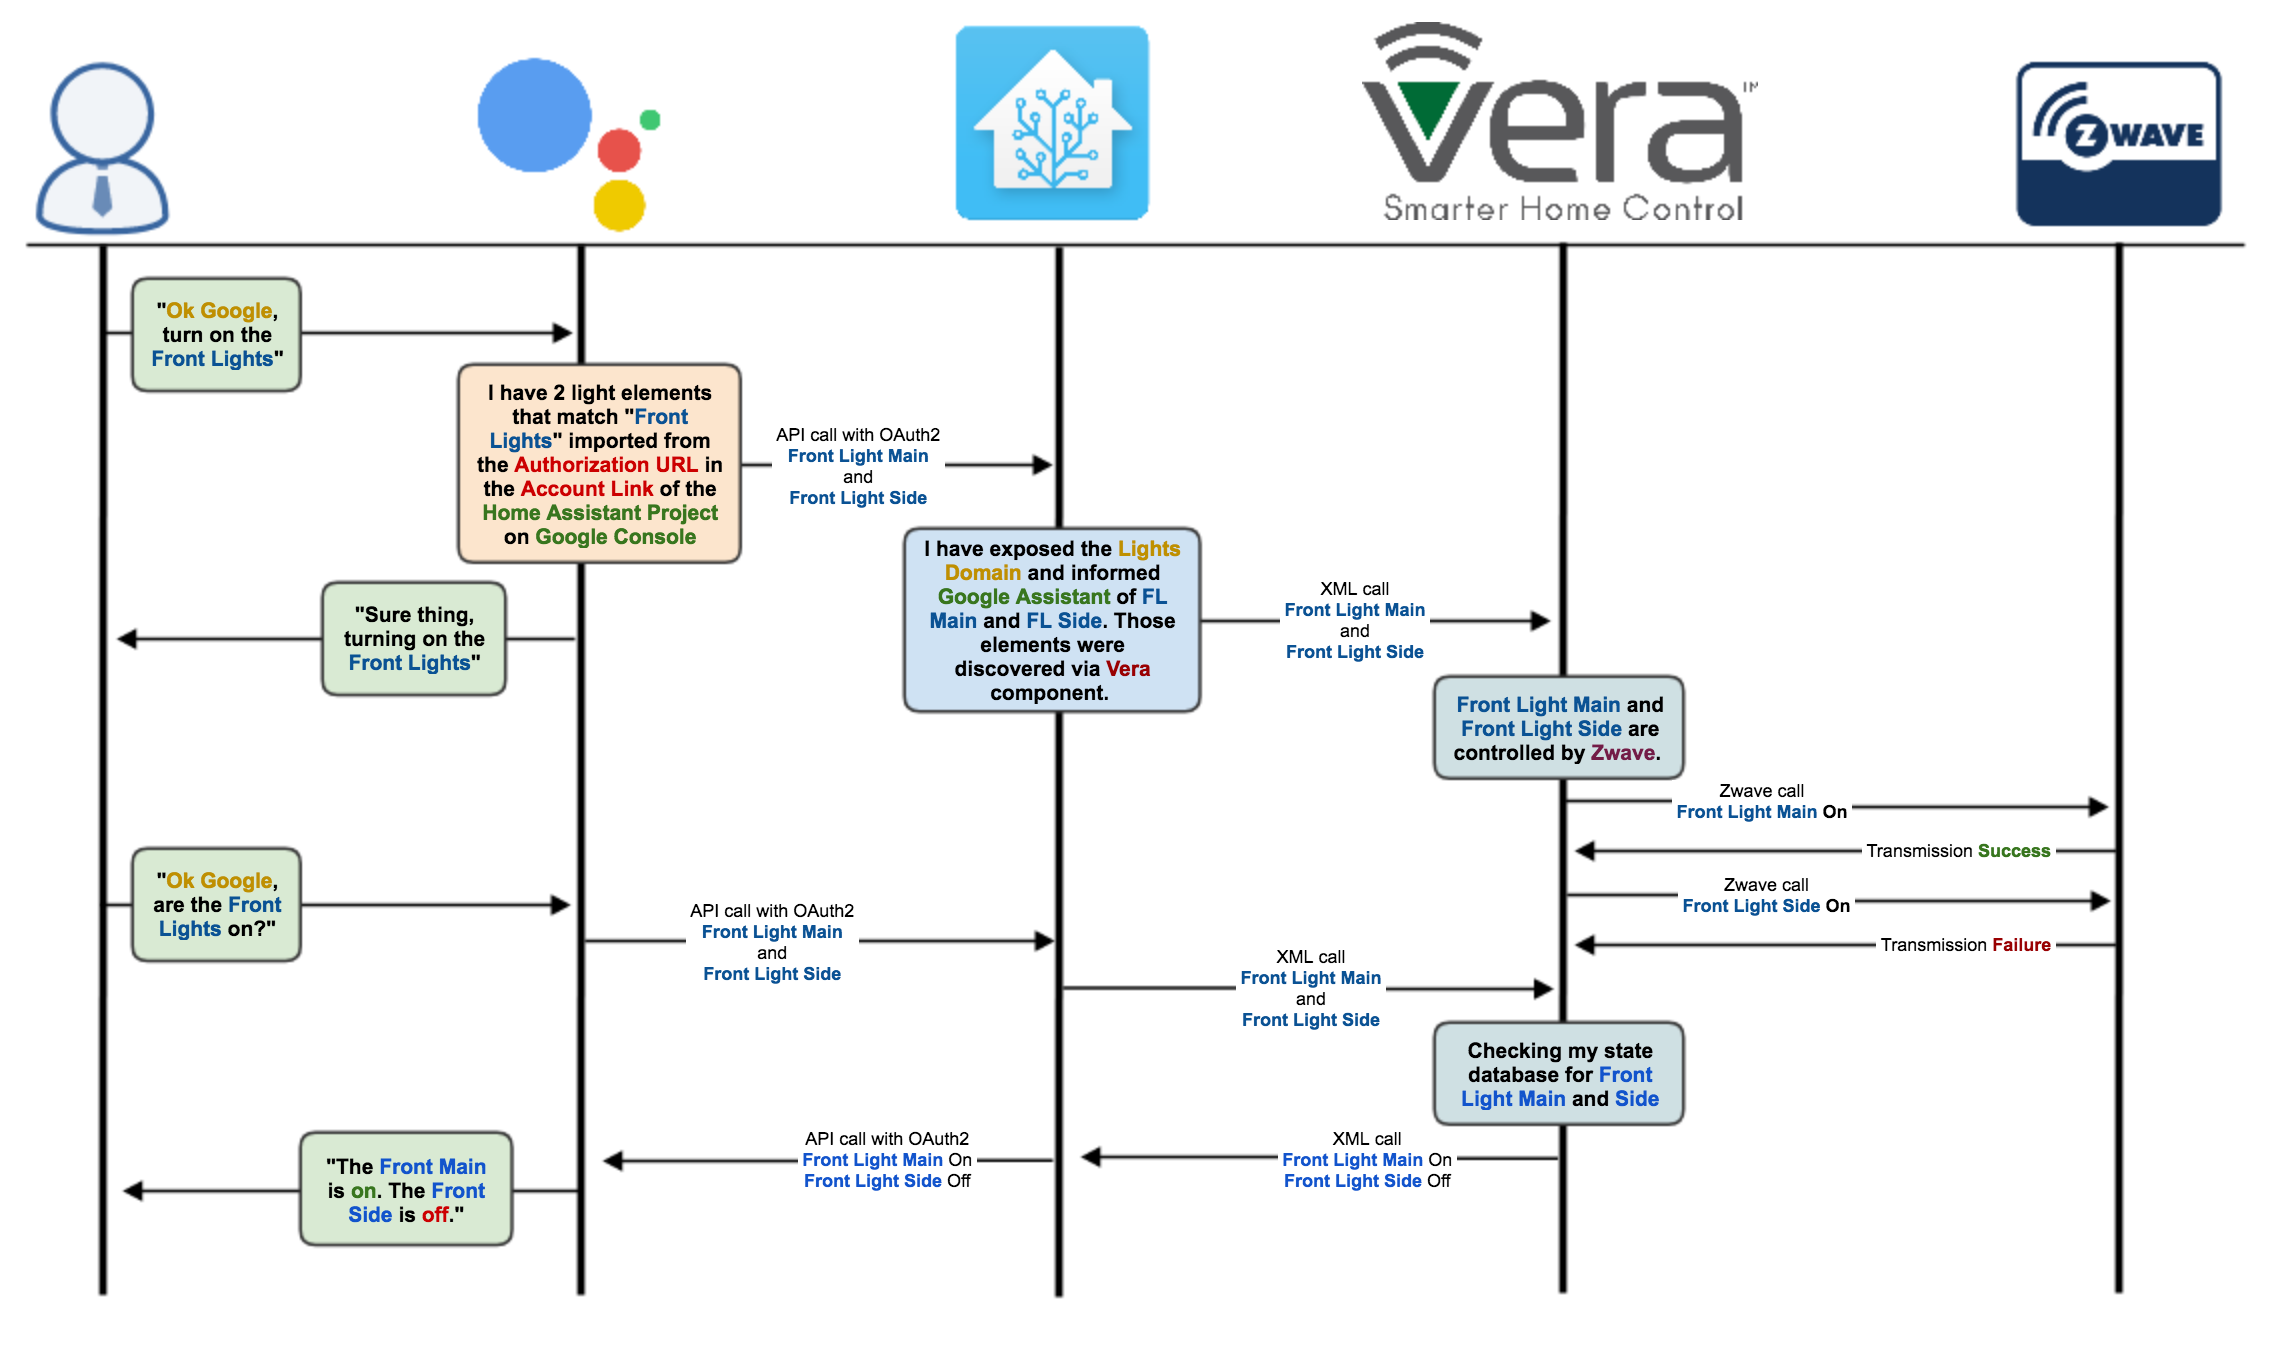 vera
TM
Smarter Home Control
Z WAVE
"Ok Google,
turn on the
Front Lights"
I have 2 light elements
that match "Front
Lights" imported from
the Authorization URL in
the Account Link of the
Home Assistant Project
on Google Console
API call with OAuth2
Front Light Main
and
Front Light Side
I have exposed the Lights
Domain and informed
Google Assistant of FL
Main and FL Side. Those
elements were
discovered via Vera
component.
"Sure thing,
turning on the
Front Lights"
XML call
Front Light Main
and
Front Light Side
Front Light Main and
Front Light Side are
controlled by Zwave.
Zwave call
Front Light Main On
Transmission Success
Zwave call
Front Light Side On
Transmission Failure
"Ok Google,
are the Front
Lights on?"
API call with OAuth2
Front Light Main
and
Front Light Side
XML call
Front Light Main
and
Front Light Side
Checking my state
database for Front
Light Main and Side
XML call
Front Light Main On
Front Light Side Off
API call with OAuth2
Front Light Main On
Front Light Side Off
"The Front Main
is on. The Front
Side is off."